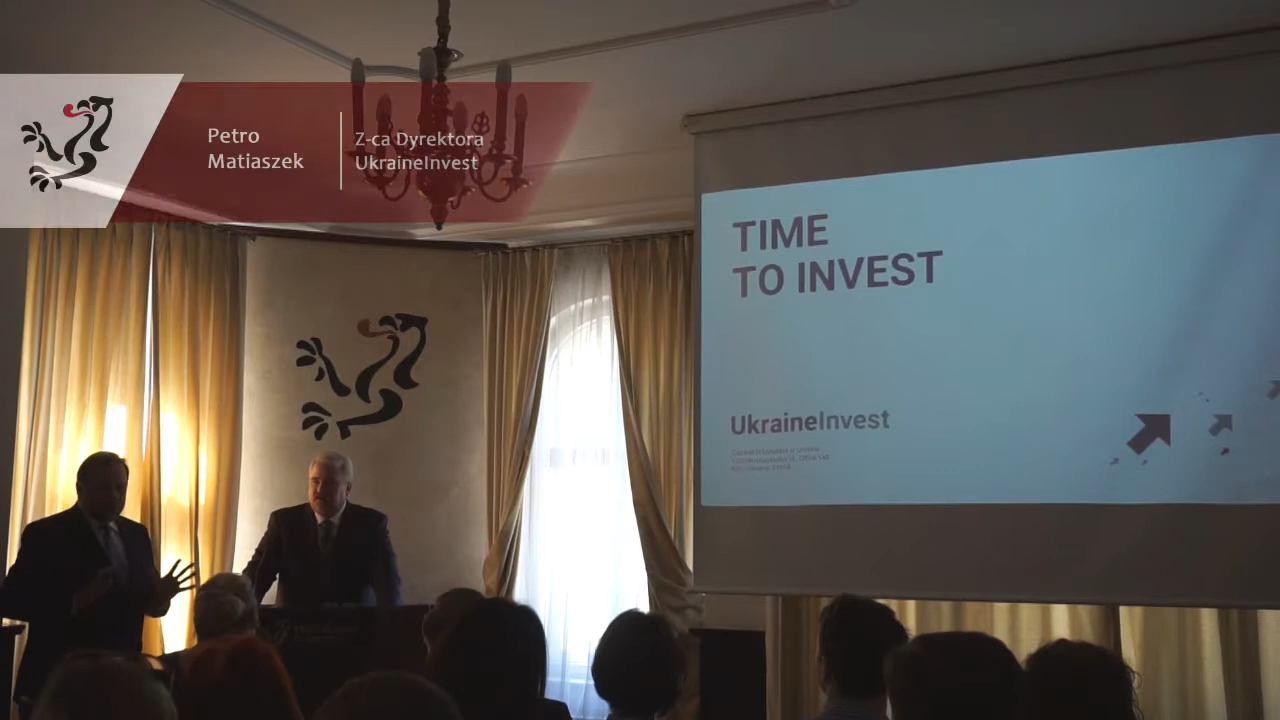 Petro
Matiaszek
Z-ca Dyrektora
UkraineInvest
TIME
TO INVEST
UkraineInvest